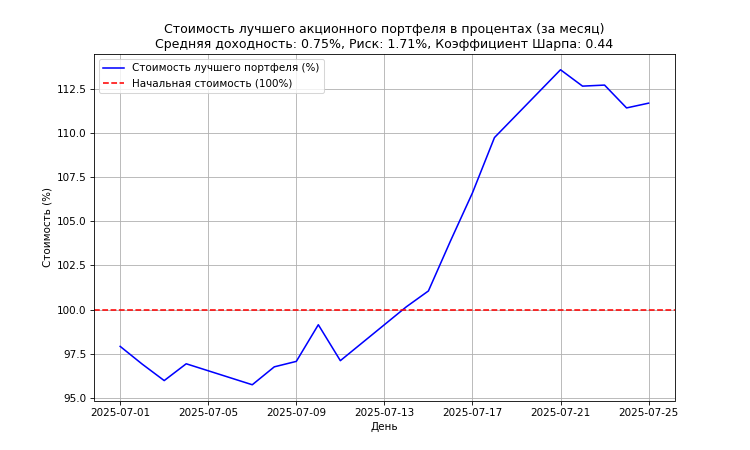 Стоимость лучшего акционного портфеля в процентах (за месяц)
Средняя доходность: 0.75%, Риск: 1.71%, Коэффициент Шарпа: 0.44
Стоимость лучшего портфеля (%)
Начальная стоимость (100%)
Стоимость (%)
112.5
110.0
107.5
105.0
102.5
100.0
97.5
95.0
2025-07-01 2025-07-05 2025-07-09 2025-07-13 2025-07-17 2025-07-21 2025-07-25
День